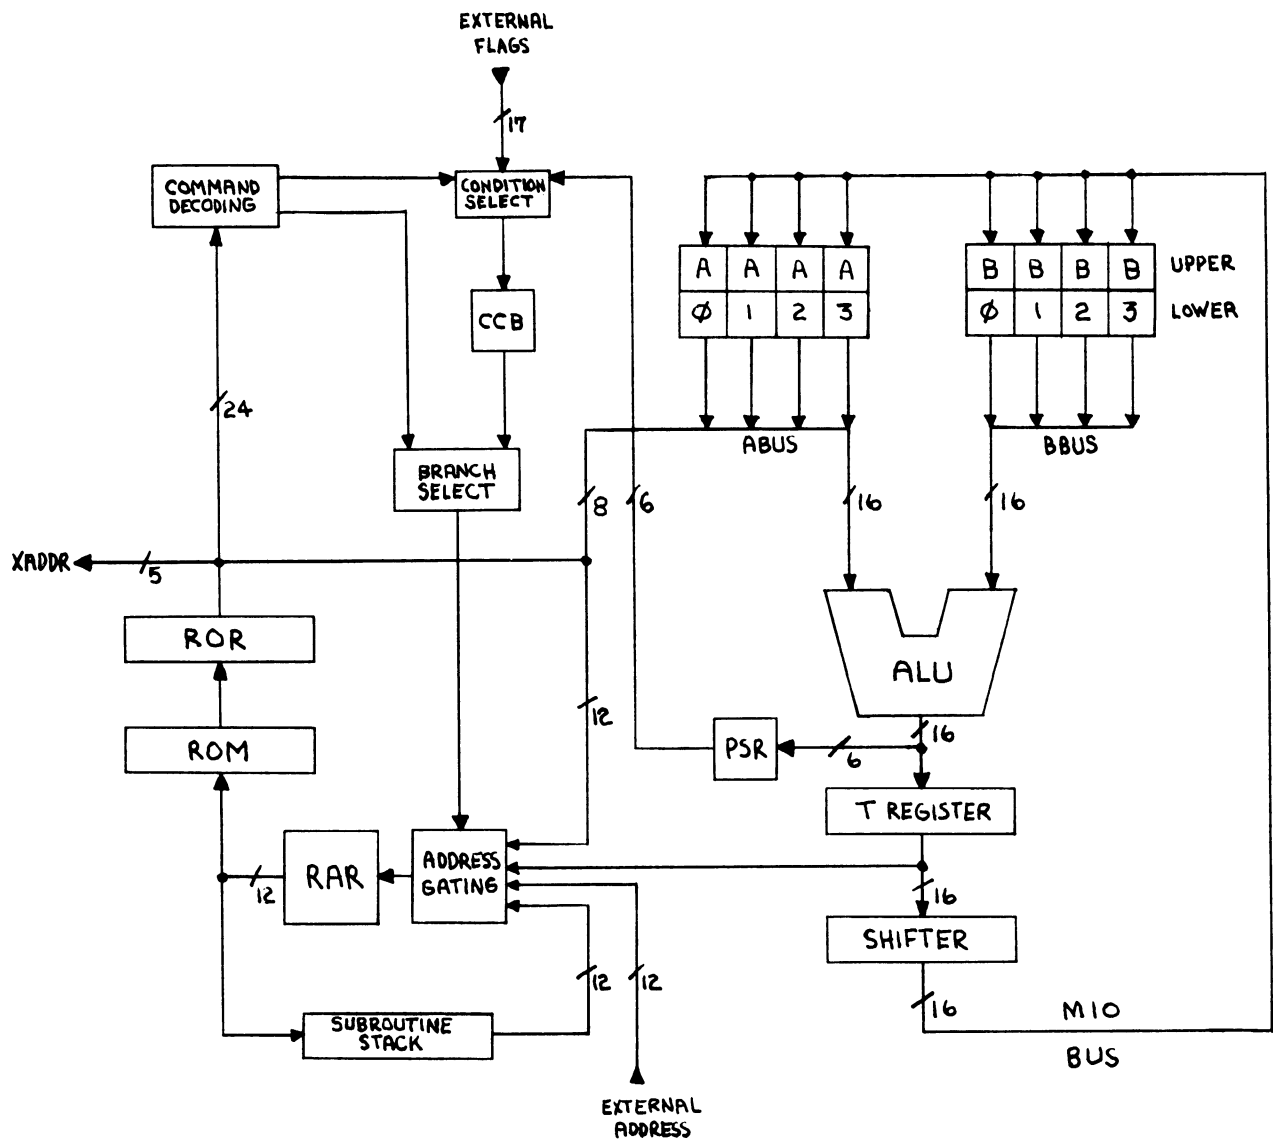 EXTERNAL
FLAGS
17
COMMAND
DECODING
CONDITION
SELECT
A A A A
B B B B
UPPER
Ø 1 2 3
Ø 1 2 3
LOWER
CCB
24
ABUS
BBUS
BRANCH
SELECT
8
6
16
16
XADDR
5
ROR
ALU
12
16
ROM
PSR
6
T REGISTER
RAR
12
ADDRESS
GATING
16
SHIFTER
12
12
16
MIO
BUS
SUBROUTINE
STACK
EXTERNAL
ADDRESS